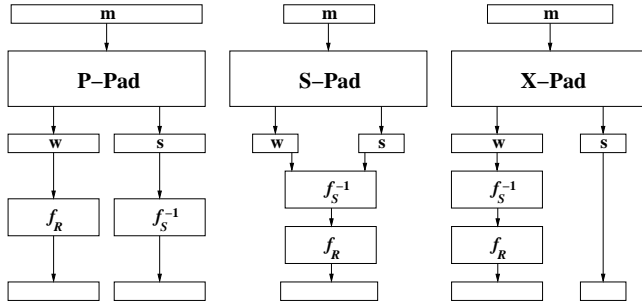 m m m
P–Pad S–Pad X–Pad
w s w s w s
f_S^{-1} f_S^{-1}
f_R f_S^{-1}
f_R f_R